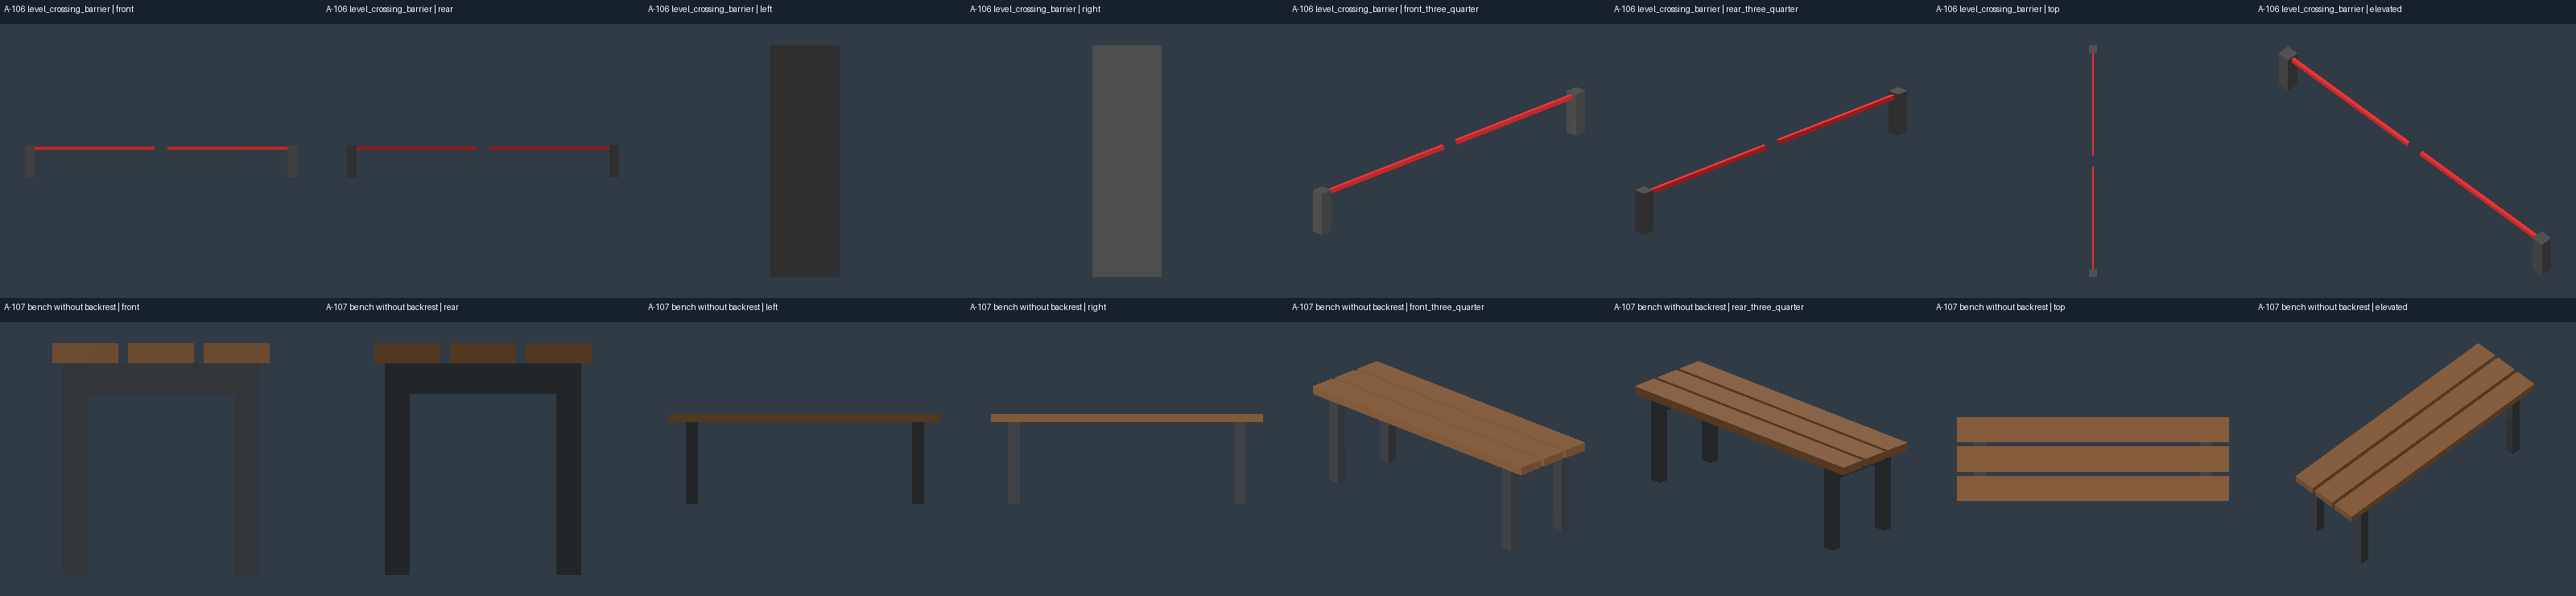 A-106 level_crossing_barrier | front
A-106 level_crossing_barrier | rear
A-106 level_crossing_barrier | left
A-106 level_crossing_barrier | right
A-106 level_crossing_barrier | front_three_quarter
A-106 level_crossing_barrier | rear_three_quarter
A-106 level_crossing_barrier | top
A-106 level_crossing_barrier | elevated
A-107 bench without backrest | front
A-107 bench without backrest | rear
A-107 bench without backrest | left
A-107 bench without backrest | right
A-107 bench without backrest | front_three_quarter
A-107 bench without backrest | rear_three_quarter
A-107 bench without backrest | top
A-107 bench without backrest | elevated